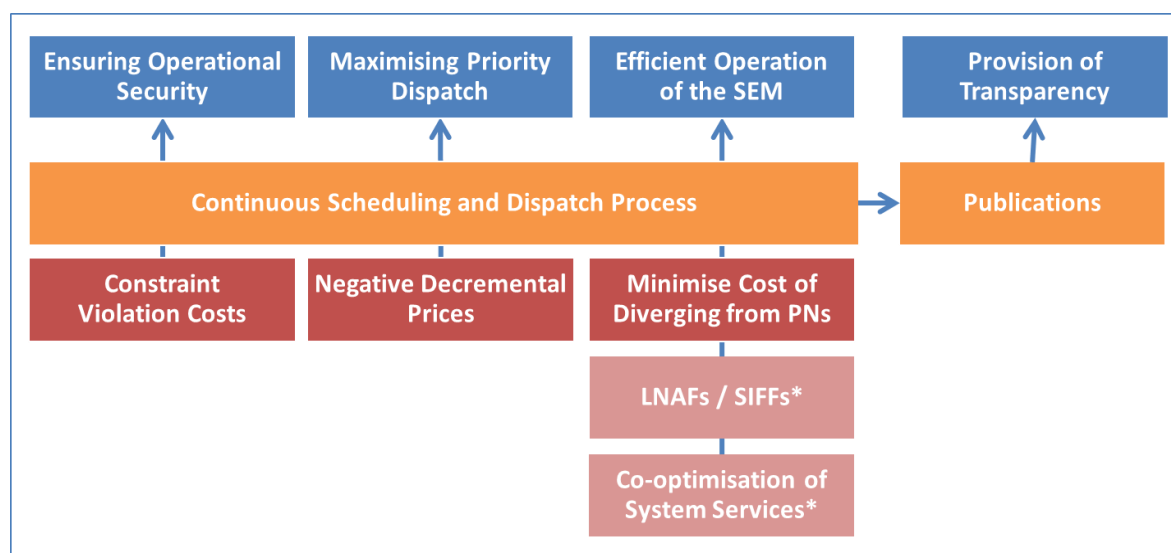 Ensuring Operational
Security
Maximising Priority
Dispatch
Efficient Operation
of the SEM
Provision of
Transparency
Continuous Scheduling and Dispatch Process
Publications
Constraint
Violation Costs
Negative Decremental
Prices
Minimise Cost of
Diverging from PNs
LNAFs / SIFFs*
Co-optimisation of
System Services*